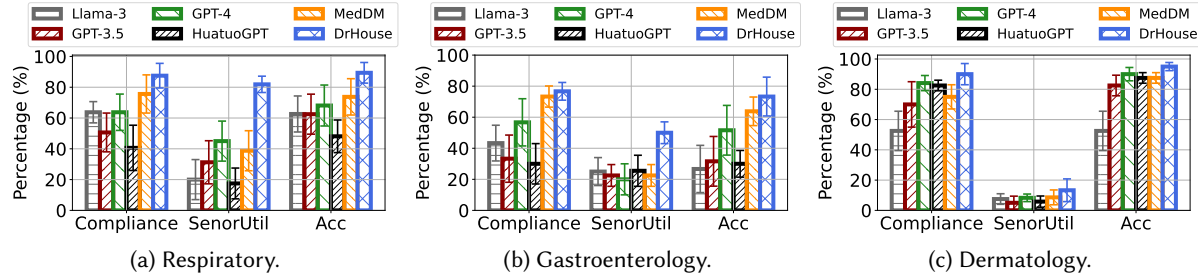 Llama-3 GPT-4 MedDM
GPT-3.5 HuatuoGPT DrHouse
Percentage (%)
100
80
60
40
20
0
Compliance SenorUtil Acc
(a) Respiratory.
Llama-3 GPT-4 MedDM
GPT-3.5 HuatuoGPT DrHouse
Percentage (%)
100
80
60
40
20
0
Compliance SenorUtil Acc
(b) Gastroenterology.
Llama-3 GPT-4 MedDM
GPT-3.5 HuatuoGPT DrHouse
Percentage (%)
100
80
60
40
20
0
Compliance SenorUtil Acc
(c) Dermatology.